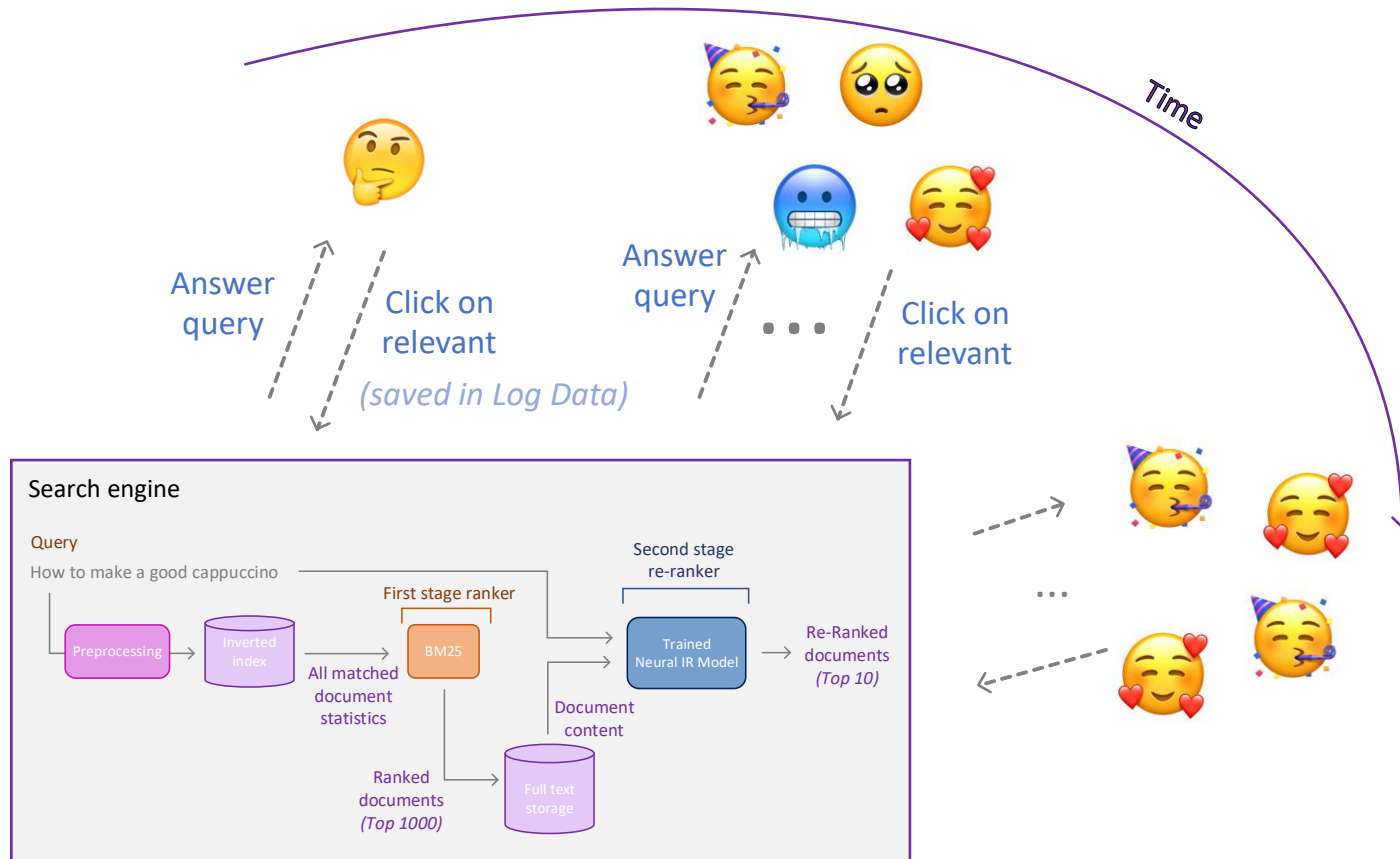 Time
Answer
query
Click on
relevant
(saved in Log Data)
Answer
query
...
Click on
relevant
Search engine
Query
How to make a good cappuccino
Preprocessing
Inverted
index
All matched
document
statistics
First stage ranker
BM25
Ranked
documents
(Top 1000)
Full text
storage
Document
content
Second stage
re-ranker
Trained
Neural IR Model
Re-Ranked
documents
(Top 10)
...